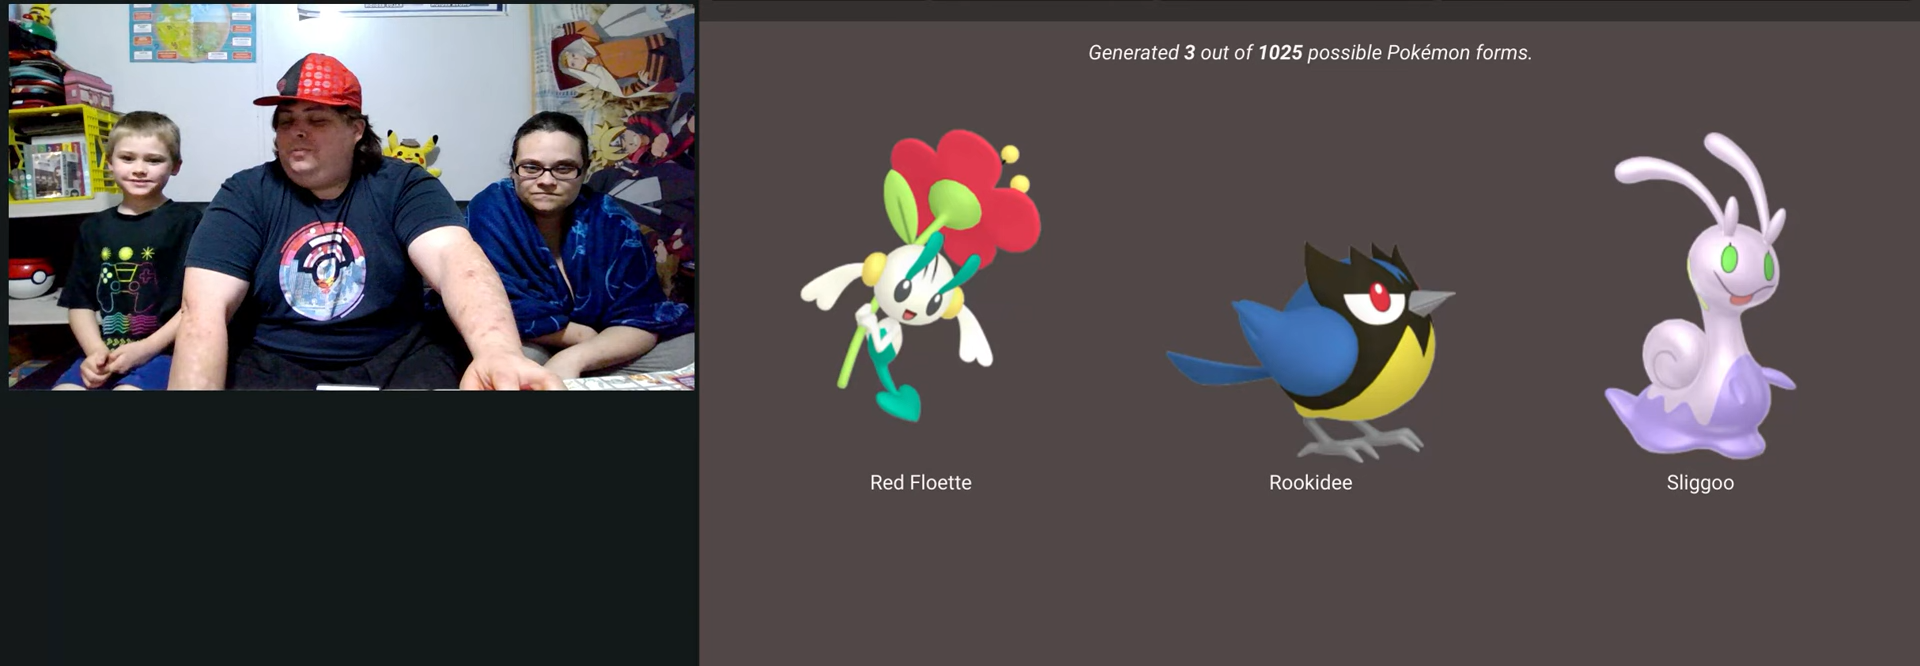 Generated 3 out of 1025 possible Pokémon forms.
Red Floette
Rookidee
Sliggoo